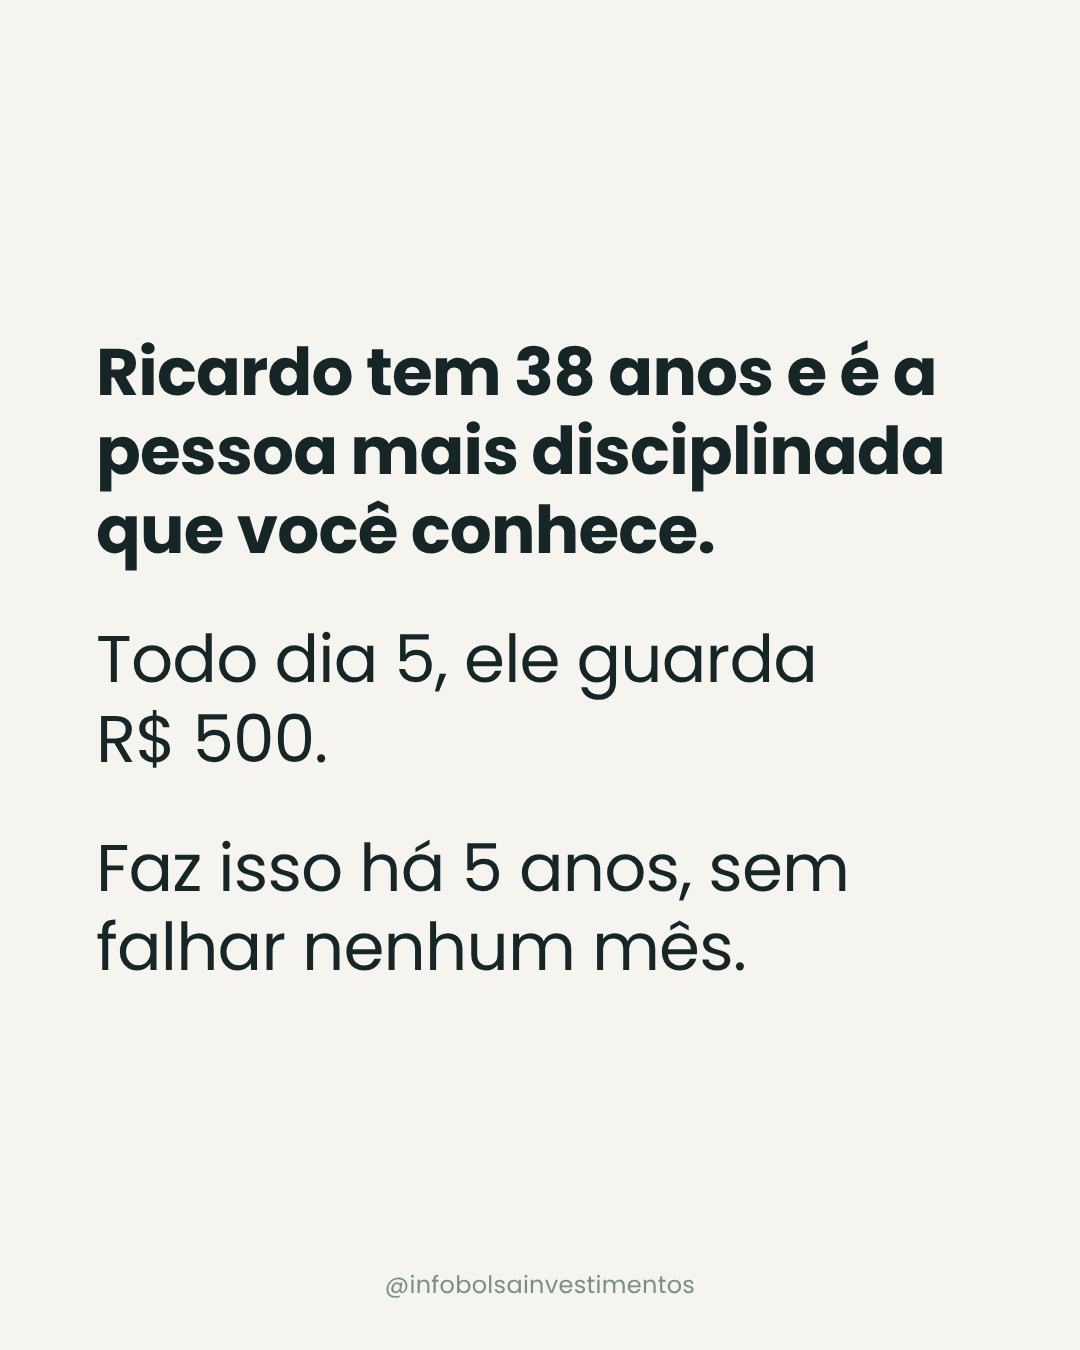 Ricardo tem 38 anos e é a
pessoa mais disciplinada
que você conhece.
Todo dia 5, ele guarda
R$ 500.
Faz isso há 5 anos, sem
falhar nenhum mês.
@infobolsainvestimentos